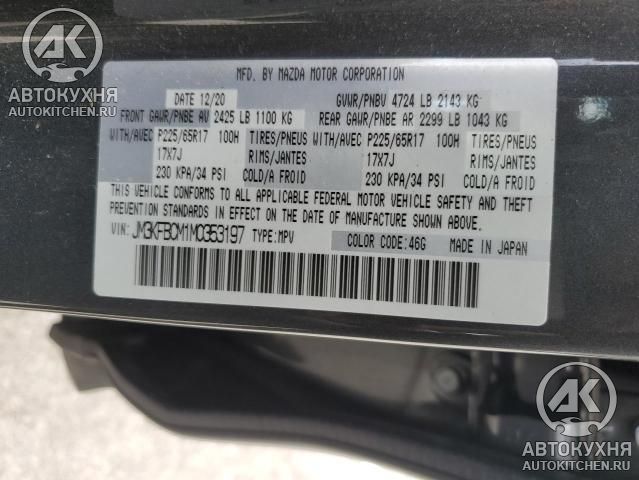 AK
АВТОКУХНЯ
AUTOKITCHEN.RU
MFD. BY MAZDA MOTOR CORPORATION
DATE 12/20 GVWR/PNBV 4724 LB 2143 KG
FRONT GAWR/PNBE AV 2425 LB 1100 KG REAR GAWR/PNBE AR 2299 LB 1043 KG
WITH/AVEC P225/65R17 100H TIRES/PNEUS WITH/AVEC P225/65R17 100H TIRES/PNEUS
17X7J RIMS/JANTES 17X7J RIMS/JANTES
230 KPA/34 PSI COLD/A FROID 230 KPA/34 PSI COLD/A FROID
THIS VEHICLE CONFORMS TO ALL APPLICABLE FEDERAL MOTOR VEHICLE SAFETY AND THEFT
PREVENTION STANDARDS IN EFFECT ON THE DATE OF MANUFACTURE SHOWN ABOVE.
VIN: JM3KFBCM1M0353197 TYPE:MPV COLOR CODE:46G MADE IN JAPAN
AK
АВТОКУХНЯ
AUTOKITCHEN.RU